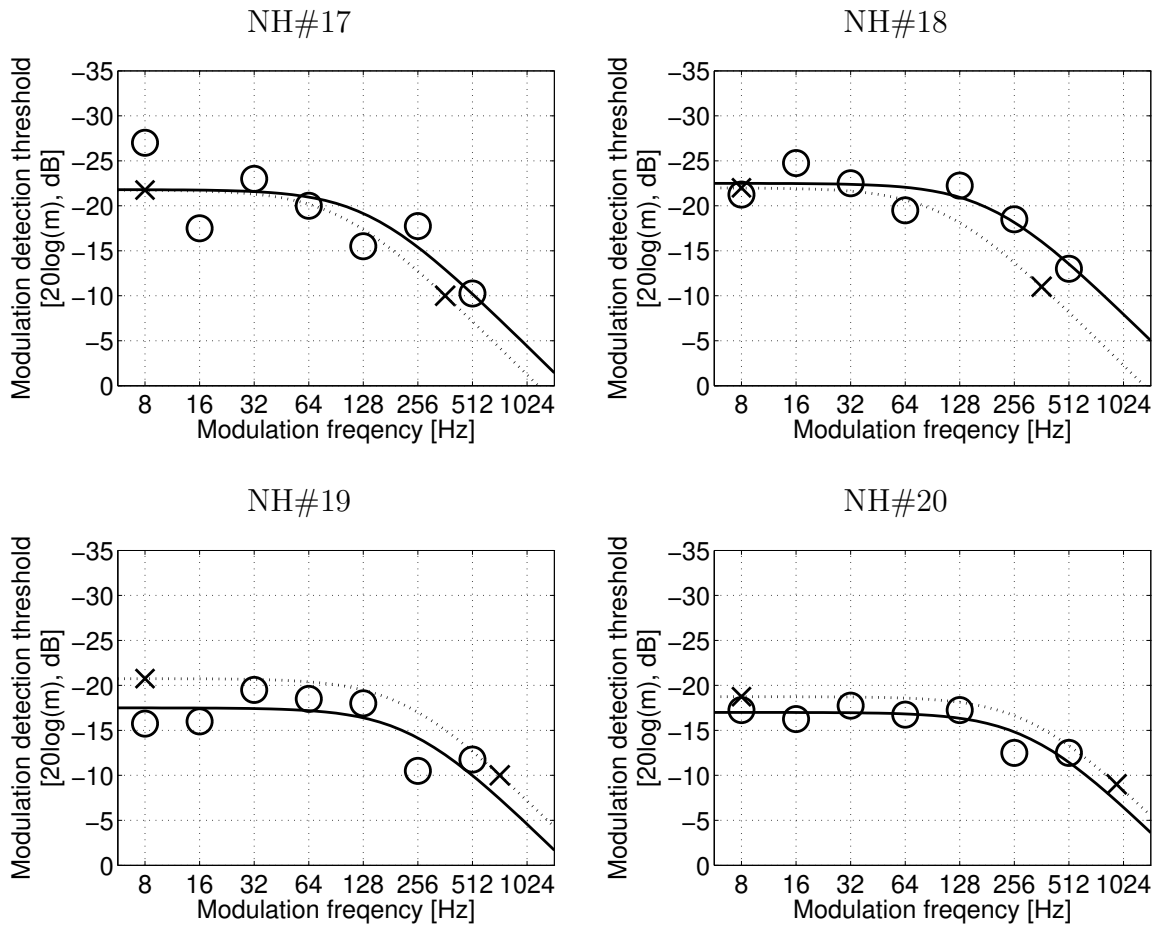 NH#17
NH#18
Modulation detection threshold
[20log(m), dB]
−35
−30
−25
−20
−15
−10
−5
0
8 16 32 64 128 256 512 1024
Modulation freqency [Hz]
Modulation detection threshold
[20log(m), dB]
−35
−30
−25
−20
−15
−10
−5
0
8 16 32 64 128 256 512 1024
Modulation freqency [Hz]
NH#19
NH#20
Modulation detection threshold
[20log(m), dB]
−35
−30
−25
−20
−15
−10
−5
0
8 16 32 64 128 256 512 1024
Modulation freqency [Hz]
Modulation detection threshold
[20log(m), dB]
−35
−30
−25
−20
−15
−10
−5
0
8 16 32 64 128 256 512 1024
Modulation freqency [Hz]